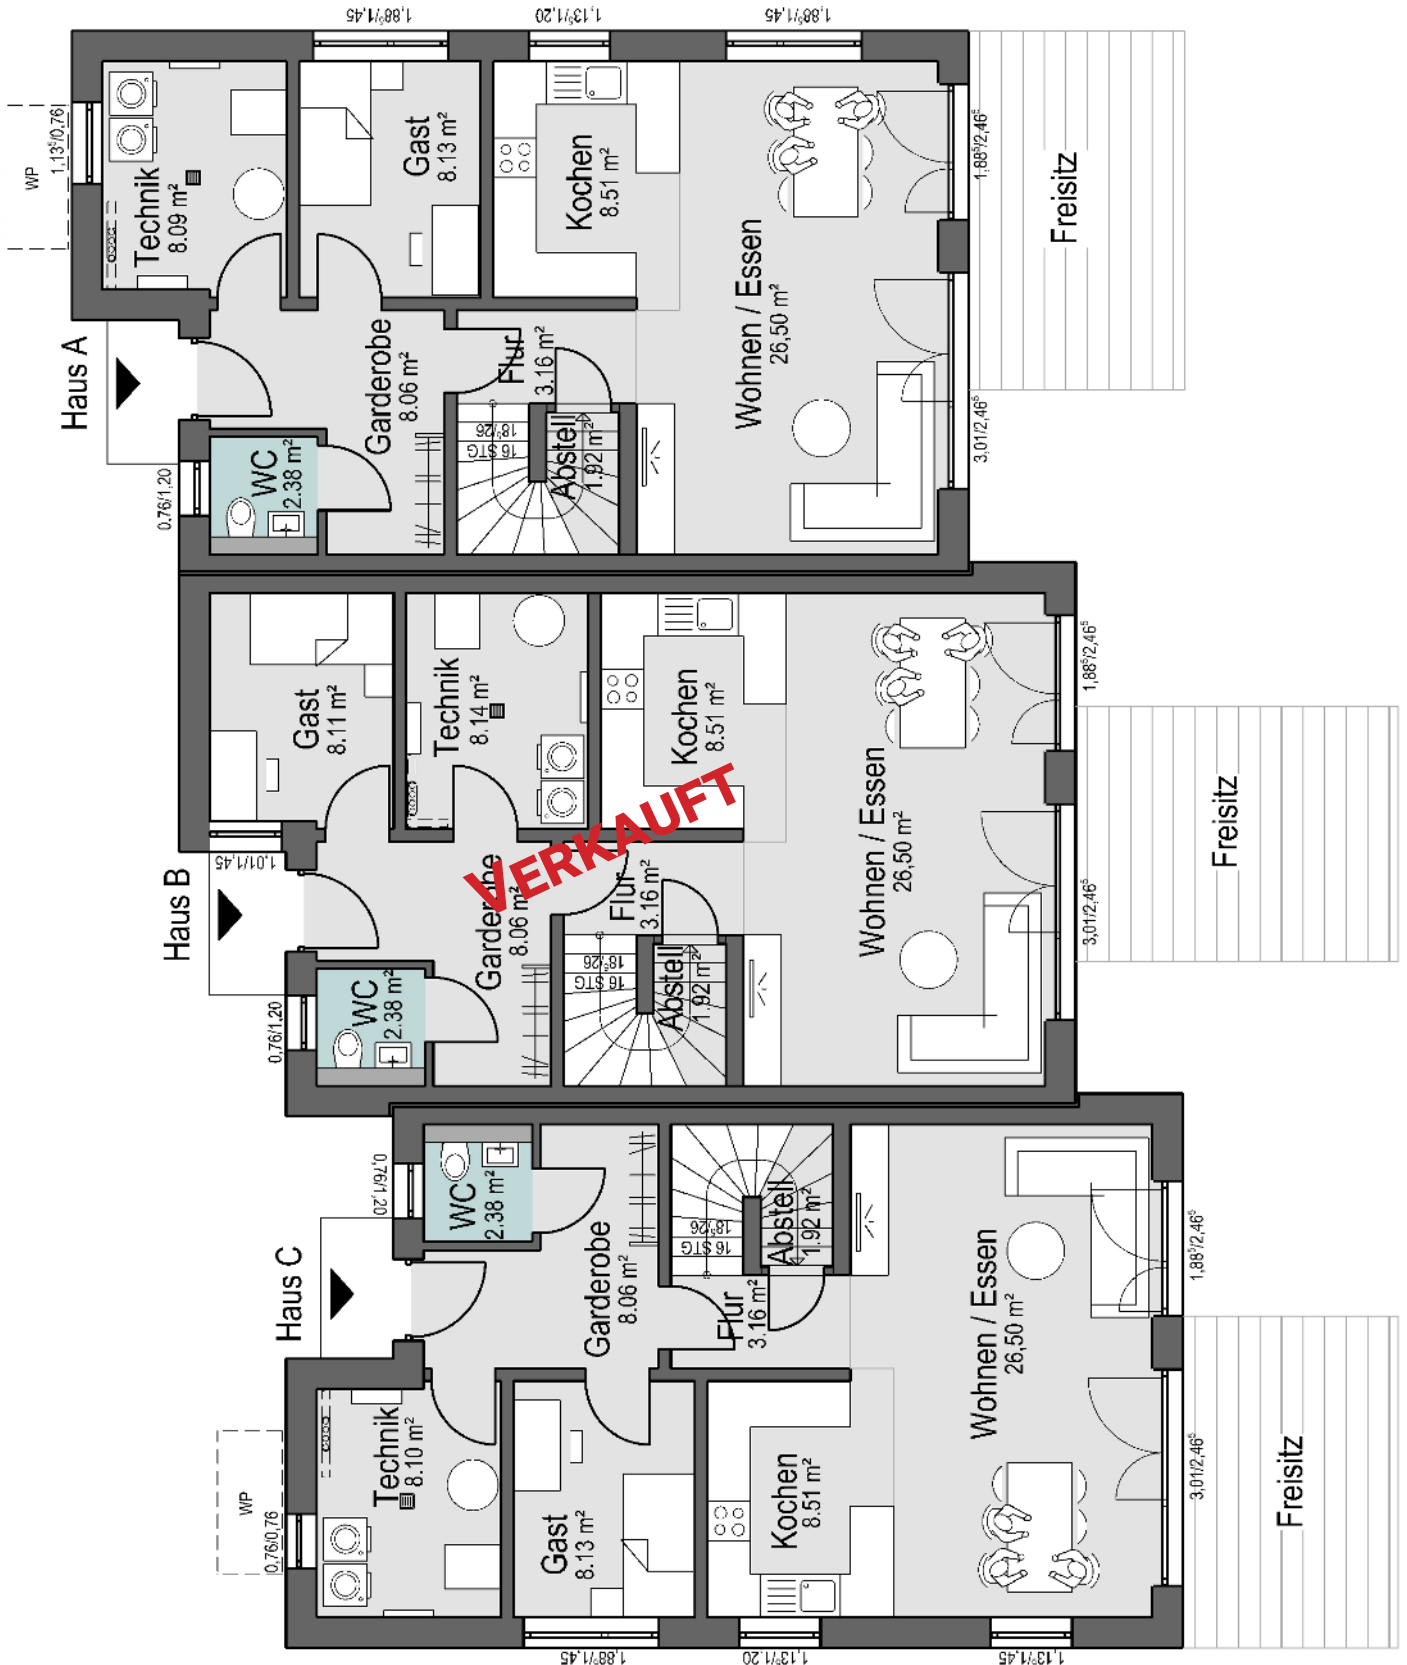 1,88⁵/1,45
1,13⁵/1,20
1,88⁵/1,45
WP
1,13⁵/0,76
Technik
8.09 m²
Gast
8.13 m²
Kochen
8.51 m²
Wohnen / Essen
26,50 m²
1,88⁵/2,46⁵
Freisitz
Haus A
Garderobe
8.06 m²
Flur
3.16 m²
3,01/2,46⁵
0,76/1,20
WC
2.38 m²
16 STG
18⁵/26
Abstell
1.92 m²
Gast
8.11 m²
Technik
8.14 m²
Kochen
8.51 m²
Wohnen / Essen
26,50 m²
1,88⁵/2,46⁵
Freisitz
VERKAUFT
1,01/1,45
Haus B
Garderobe
8.06 m²
Flur
3.16 m²
3,01/2,46⁵
0,76/1,20
WC
2.38 m²
16 STG
18⁵/26
Abstell
1.92 m²
0,76/1,20
WC
2.38 m²
16 STG
18⁵/26
Abstell
1.92 m²
Haus C
Garderobe
8.06 m²
Flur
3.16 m²
Wohnen / Essen
26,50 m²
1,88⁵/2,46⁵
WP
0,76/0,76
Technik
8.10 m²
Gast
8.13 m²
Kochen
8.51 m²
3,01/2,46⁵
Freisitz
1,88⁵/1,45
1,13⁵/1,20
1,13⁵/1,45